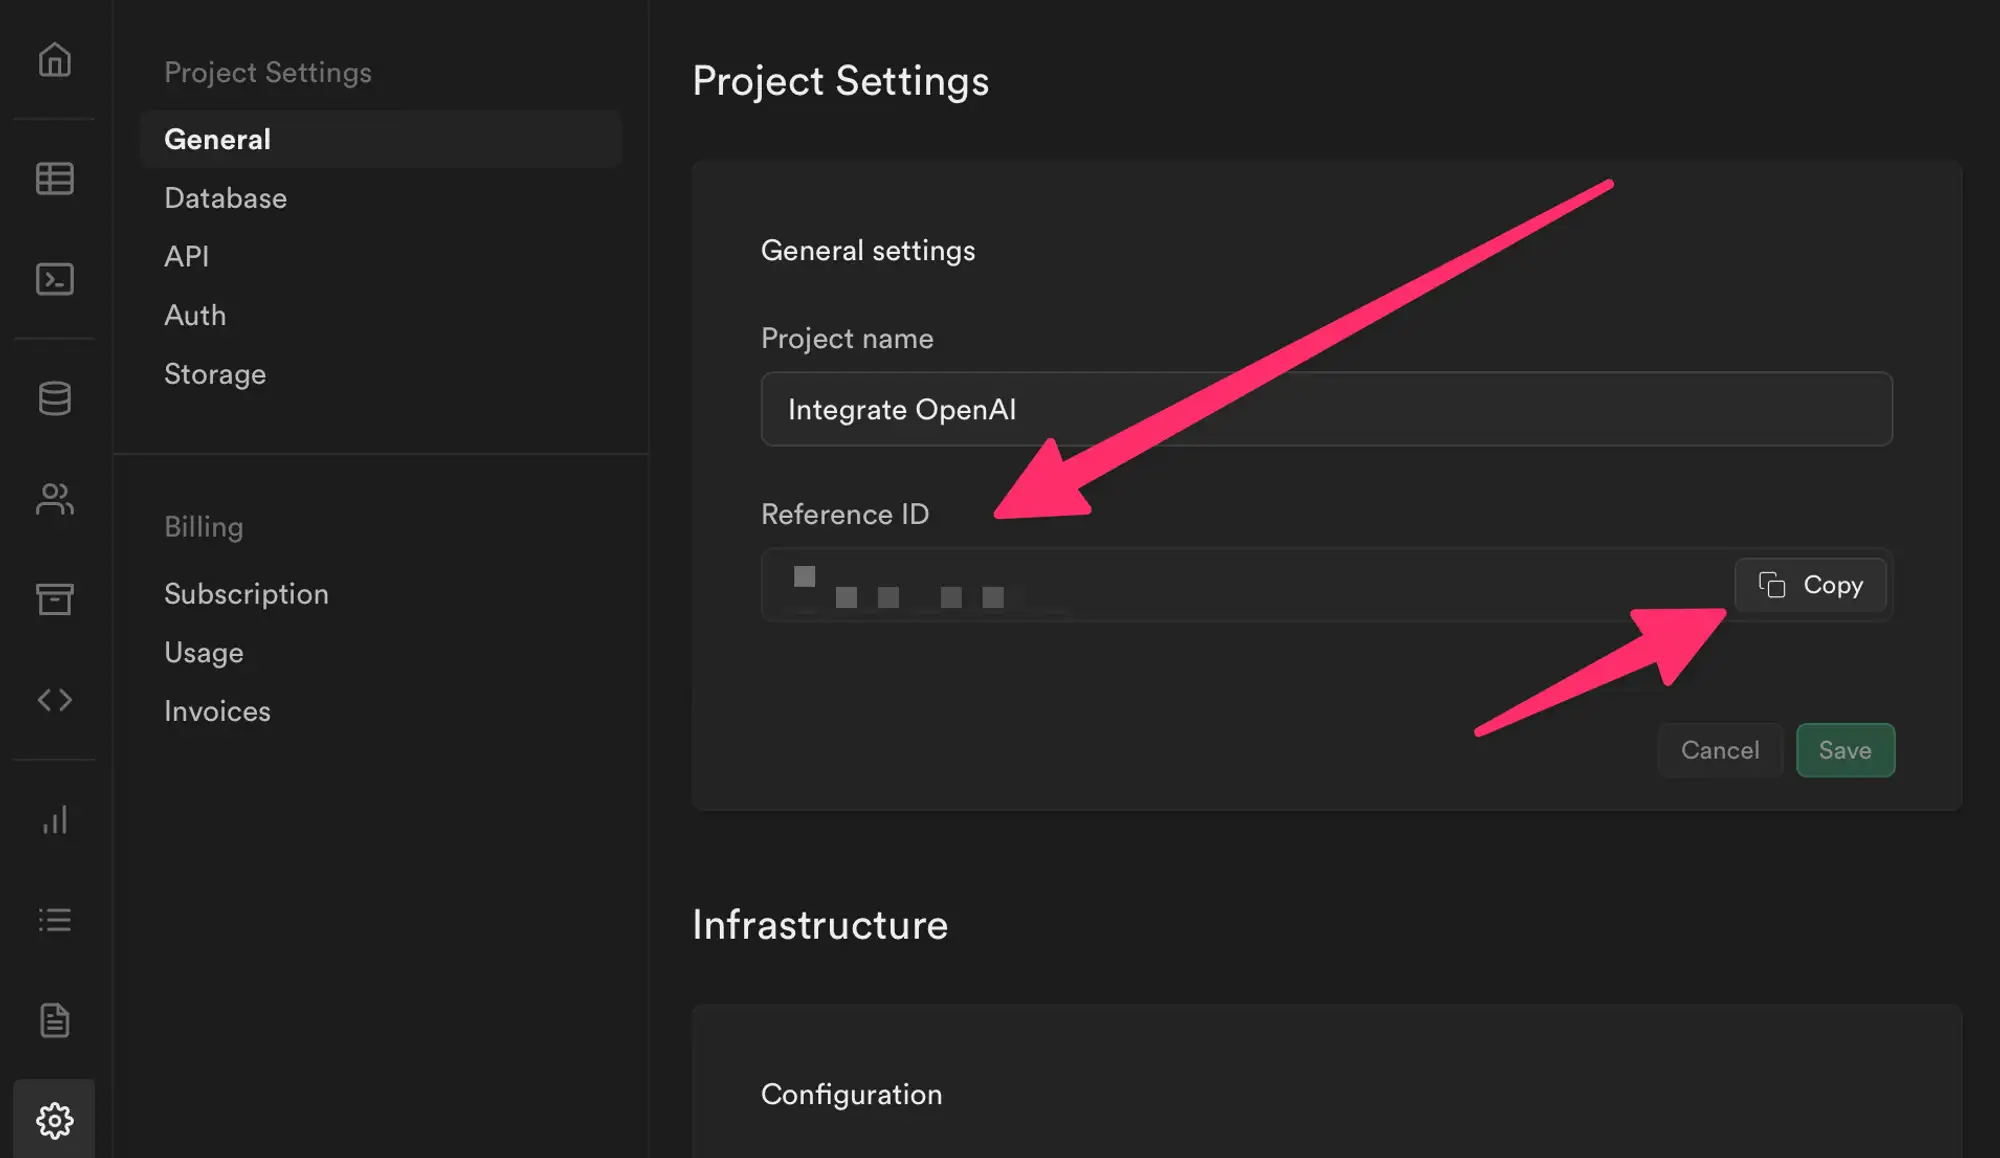 Project Settings
General
Database
API
Auth
Storage
Billing
Subscription
Usage
Invoices
Project Settings
General settings
Project name
Integrate OpenAI
Reference ID
Copy
Cancel
Save
Infrastructure
Configuration